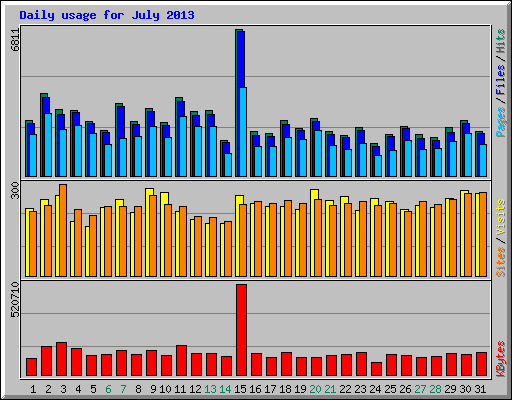 Daily usage for July 2013
6811
Pages / Files / Hits
300
Sites / Visits
520710
KBytes
1 2 3 4 5 6 7 8 9 10 11 12 13 14 15 16 17 18 19 20 21 22 23 24 25 26 27 28 29 30 31